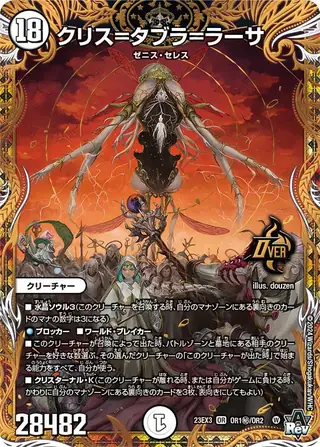 18
クリス=タブラ=ラーサ
ゼニス・セレス
OVER
illus. douzen
クリーチャー
■水晶ソウル3(このクリーチャーを召喚する時、自分のマナゾーンにある裏向きのカード
のマナの数字は3になる)
■ブロッカー ■ワールド・ブレイカー
■このクリーチャーが召喚によって出た時、バトルゾーンと墓地にある相手のクリ
ーチャーを好きな数選ぶ。その選んだクリーチャーの「このクリーチャーが出た時」で始ま
る能力をすべて、自分が使う。
■クリスターナル・K(このクリーチャーが離れる時、または自分がゲームに負ける時、
かわりに自分のマナゾーンにある裏向きのカードを3枚、表向きにしてもよい)
28482
23EX3
OR
OR1㊙/OR2
Rev